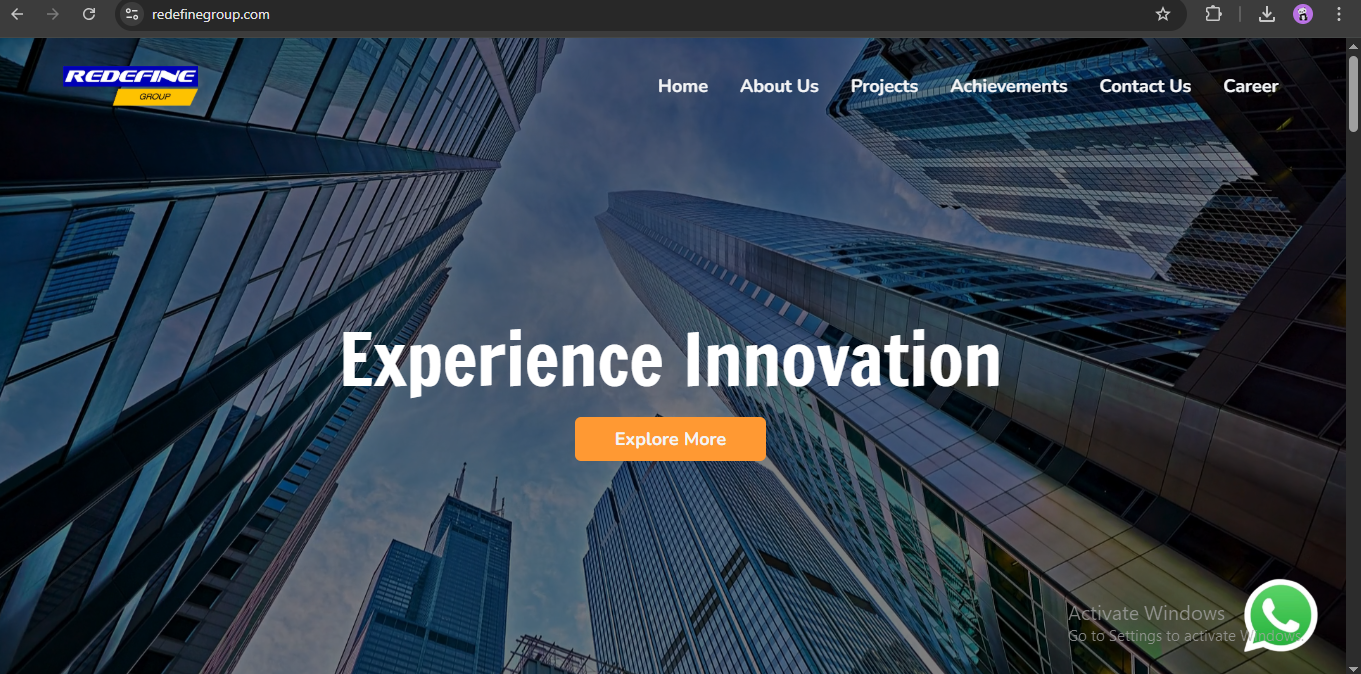 redefinegroup.com
REDEFINE
GROUP
Home About Us Projects Achievements Contact Us Career
Experience Innovation
Explore More
Activate Windows
Go to Settings to activate Windows.